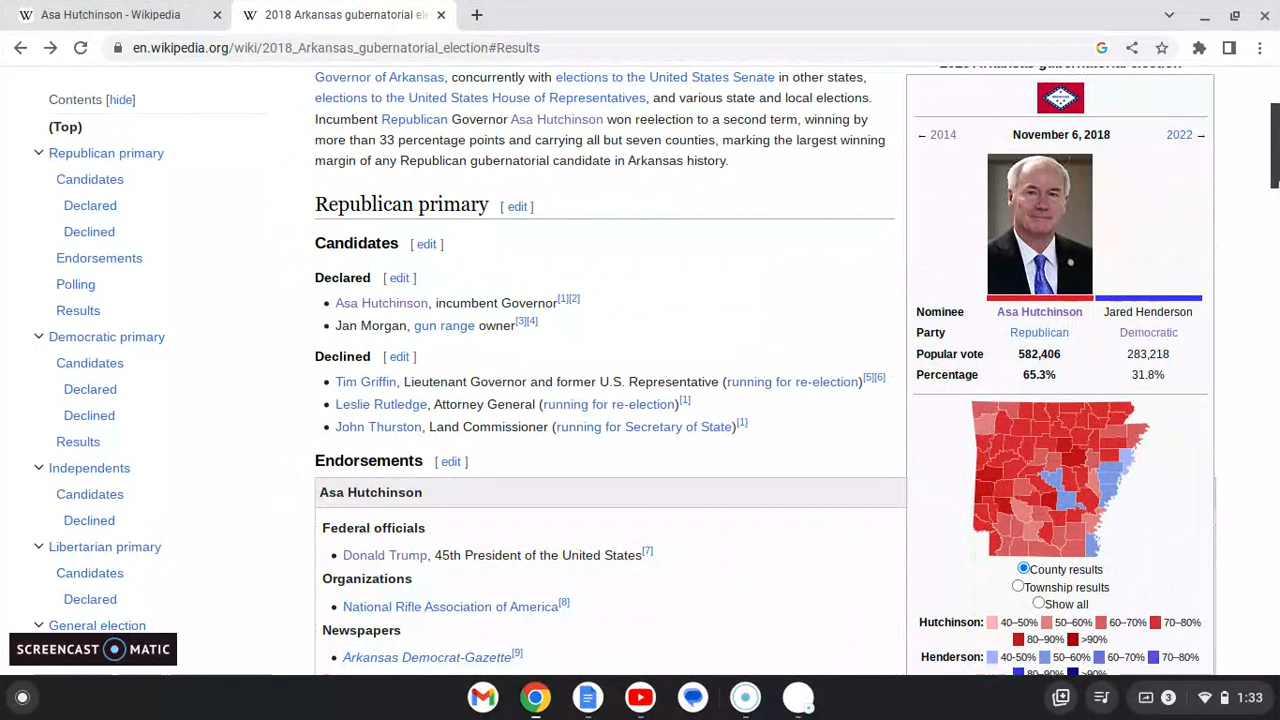 Asa Hutchinson - Wikipedia
2018 Arkansas gubernatorial ele
en.wikipedia.org/wiki/2018_Arkansas_gubernatorial_election#Results
Contents [hide]
(Top)
Republican primary
Candidates
Declared
Declined
Endorsements
Polling
Results
Democratic primary
Candidates
Declared
Declined
Results
Independents
Candidates
Declined
Libertarian primary
Candidates
Declared
General election
Governor of Arkansas, concurrently with elections to the United States Senate in other states,
elections to the United States House of Representatives, and various state and local elections.
Incumbent Republican Governor Asa Hutchinson won reelection to a second term, winning by
more than 33 percentage points and carrying all but seven counties, marking the largest winning
margin of any Republican gubernatorial candidate in Arkansas history.
Republican primary [ edit ]
Candidates [ edit ]
Declared [ edit ]
• Asa Hutchinson, incumbent Governor[1][2]
• Jan Morgan, gun range owner[3][4]
Declined [ edit ]
• Tim Griffin, Lieutenant Governor and former U.S. Representative (running for re-election)[5][6]
• Leslie Rutledge, Attorney General (running for re-election)[1]
• John Thurston, Land Commissioner (running for Secretary of State)[1]
Endorsements [ edit ]
Asa Hutchinson
Federal officials
• Donald Trump, 45th President of the United States[7]
Organizations
• National Rifle Association of America[8]
Newspapers
• Arkansas Democrat-Gazette[9]
2018 Arkansas gubernatorial election
← 2014 November 6, 2018 2022 →
Nominee Asa Hutchinson Jared Henderson
Party Republican Democratic
Popular vote 582,406 283,218
Percentage 65.3% 31.8%
County results
Township results
Show all
Hutchinson: 40–50% 50–60% 60–70% 70–80%
80–90% >90%
Henderson: 40-50% 50–60% 60–70% 70–80%
80–90% >90%
SCREENCAST MATIC
3 1:33